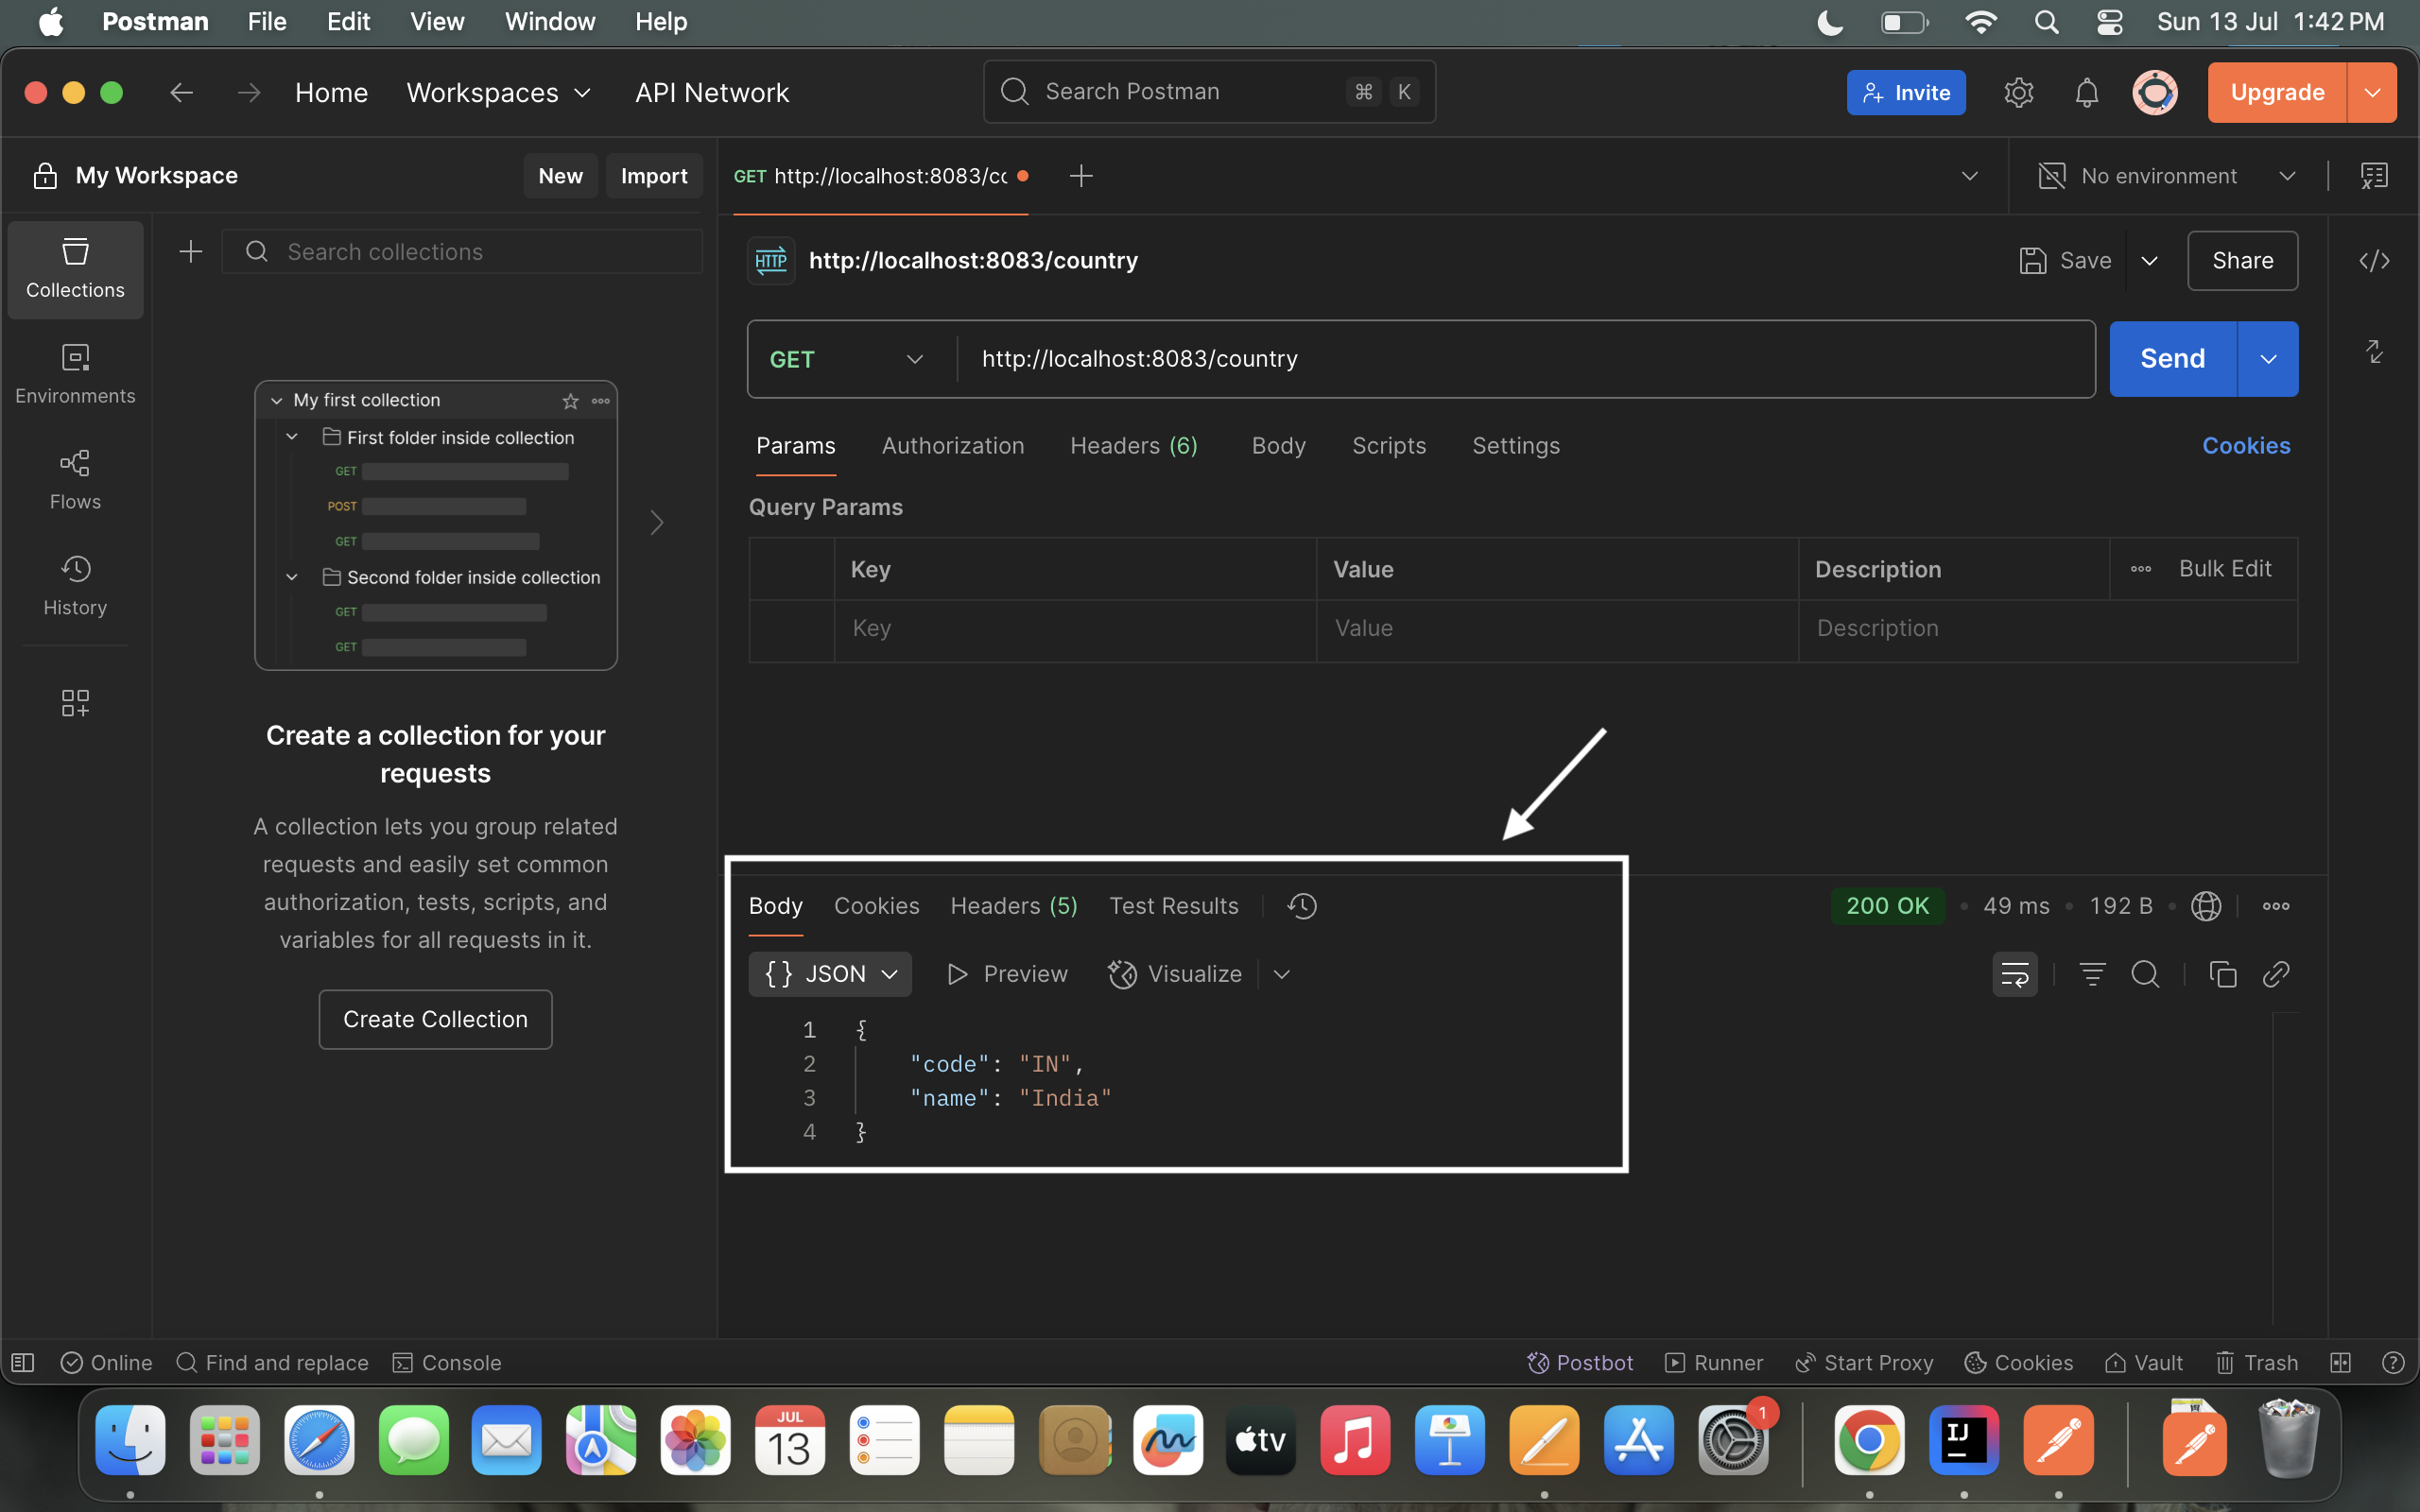 Postman File Edit View Window Help Sun 13 Jul 1:42 PM
Home Workspaces API Network Search Postman ⌘ K Invite Upgrade
My Workspace New Import GET http://localhost:8083/cc No environment
Collections Search collections HTTP http://localhost:8083/country Save Share
Environments
Flows
History
My first collection
First folder inside collection
GET
POST
GET
Second folder inside collection
GET
GET
Create a collection for your
requests
A collection lets you group related
requests and easily set common
authorization, tests, scripts, and
variables for all requests in it.
Create Collection
GET http://localhost:8083/country Send
Params Authorization Headers (6) Body Scripts Settings Cookies
Query Params
Key Value Description Bulk Edit
Key Value Description
Body Cookies Headers (5) Test Results 200 OK • 49 ms • 192 B
{} JSON Preview Visualize
1 {
2 "code": "IN",
3 "name": "India"
4 }
Online Find and replace Console Postbot Runner Start Proxy Cookies Vault Trash
JUL
13
tv
1
IJ